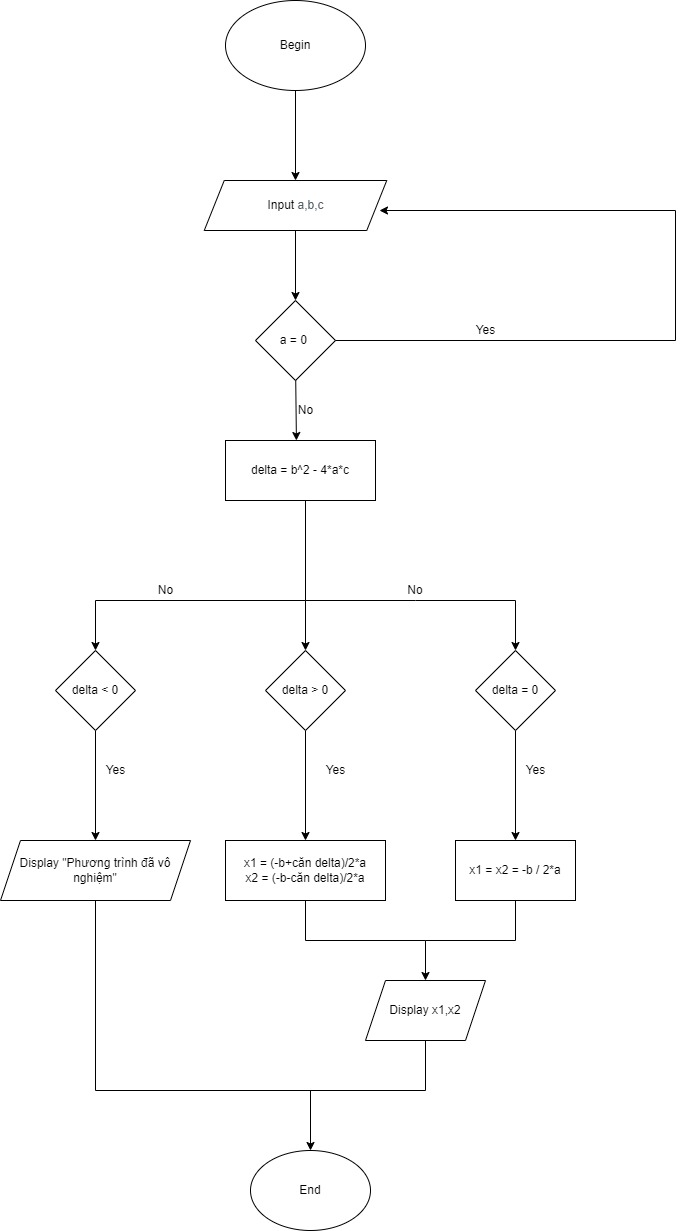 Begin
Input a,b,c
a = 0
Yes
No
delta = b^2 - 4*a*c
No
No
delta < 0
delta > 0
delta = 0
Yes
Yes
Yes
Display "Phương trình đã vô
nghiệm"
x1 = (-b+căn delta)/2*a
x2 = (-b-căn delta)/2*a
x1 = x2 = -b / 2*a
Display x1,x2
End